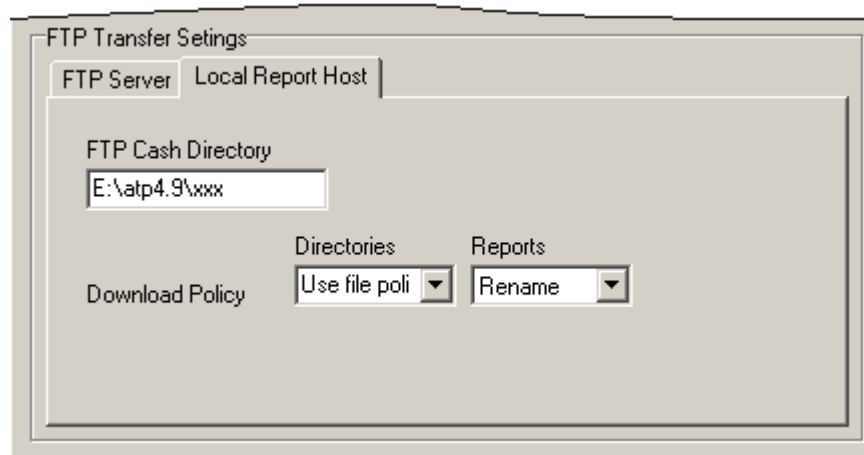 FTP Transfer Setings
FTP Server Local Report Host
FTP Cash Directory
E:\atp4.9\xxx
Directories Reports
Download Policy Use file poli Rename